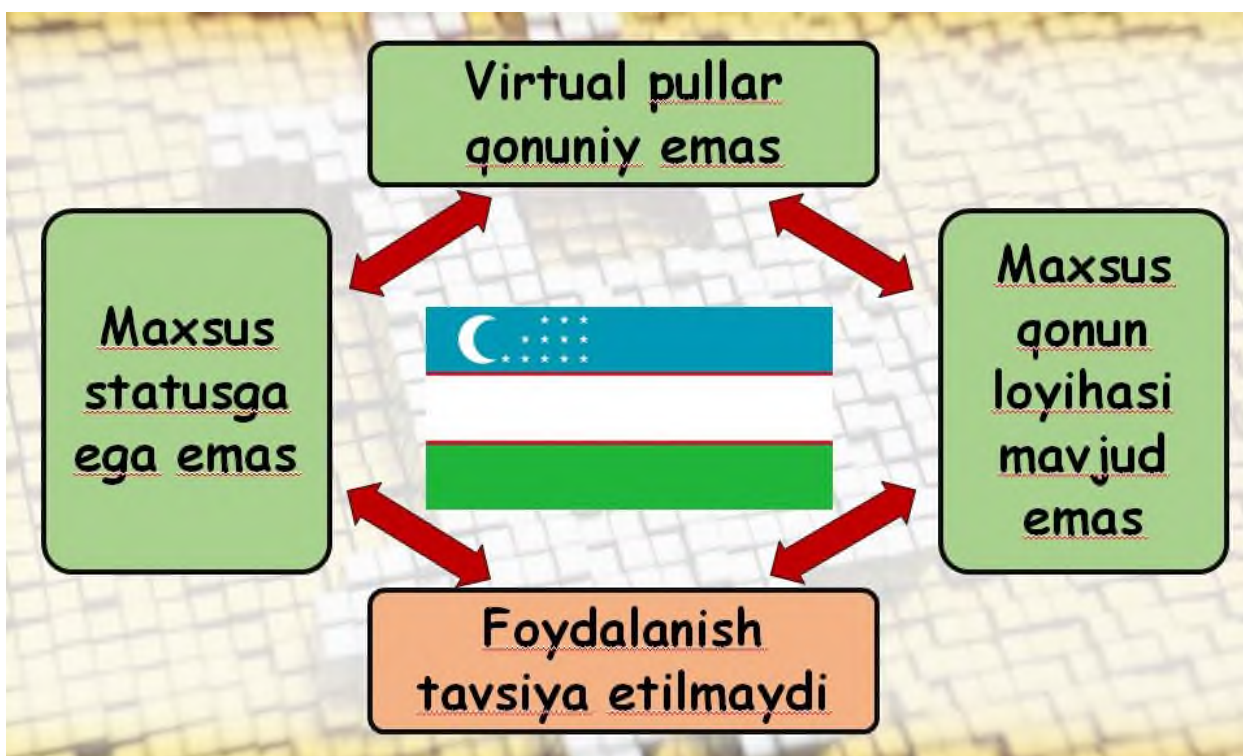 Virtual pullar
qonuniy emas
Maxsus
statusga
ega emas
Maxsus
qonun
loyihasi
mavjud
emas
Foydalanish
tavsiya etilmaydi